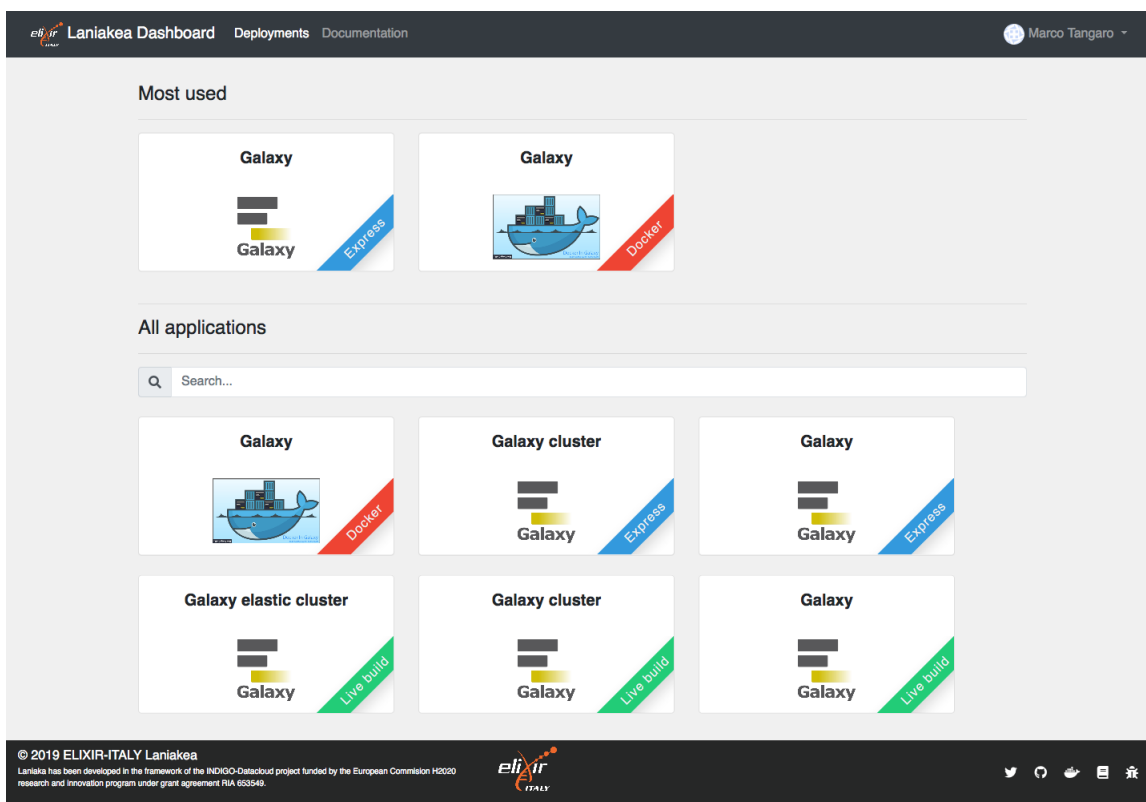 elixir ITALY Laniakea Dashboard Deployments Documentation Marco Tangaro
Most used
Galaxy Galaxy
Galaxy Express Docker
All applications
Search...
Galaxy Galaxy cluster Galaxy
Docker Galaxy Express Galaxy Express
Galaxy elastic cluster Galaxy cluster Galaxy
Galaxy Live build Galaxy Live build Galaxy Live build
© 2019 ELIXIR-ITALY Laniakea
Laniaka has been developed in the framework of the INDIGO-Datacloud project funded by the European Commision H2020
research and innovation program under grant agreement RIA 653549.
elixir
ITALY